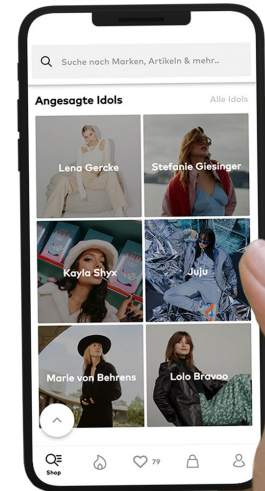 Suche nach Marken, Artikeln & mehr..
Angesagte Idols
Alle Idols
Lena Gercke
Stefanie Giesinger
Kayla Shyx
Juju
Marie von Behrens
Lolo Bravoo
79
Shop